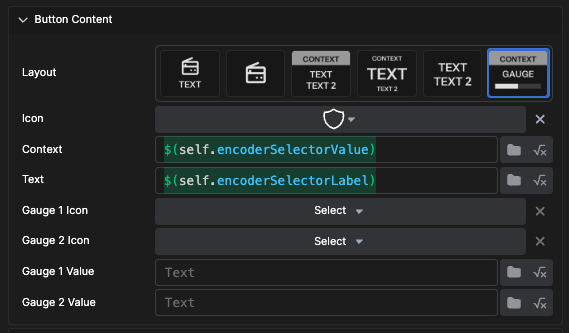 Button Content
Layout
TEXT
CONTEXT
TEXT
TEXT 2
CONTEXT
TEXT
TEXT 2
TEXT
TEXT 2
CONTEXT
GAUGE
Icon
Context
$(self.encoderSelectorValue)
√x
Text
$(self.encoderSelectorLabel)
√x
Gauge 1 Icon
Select
Gauge 2 Icon
Select
Gauge 1 Value
Text
√x
Gauge 2 Value
Text
√x